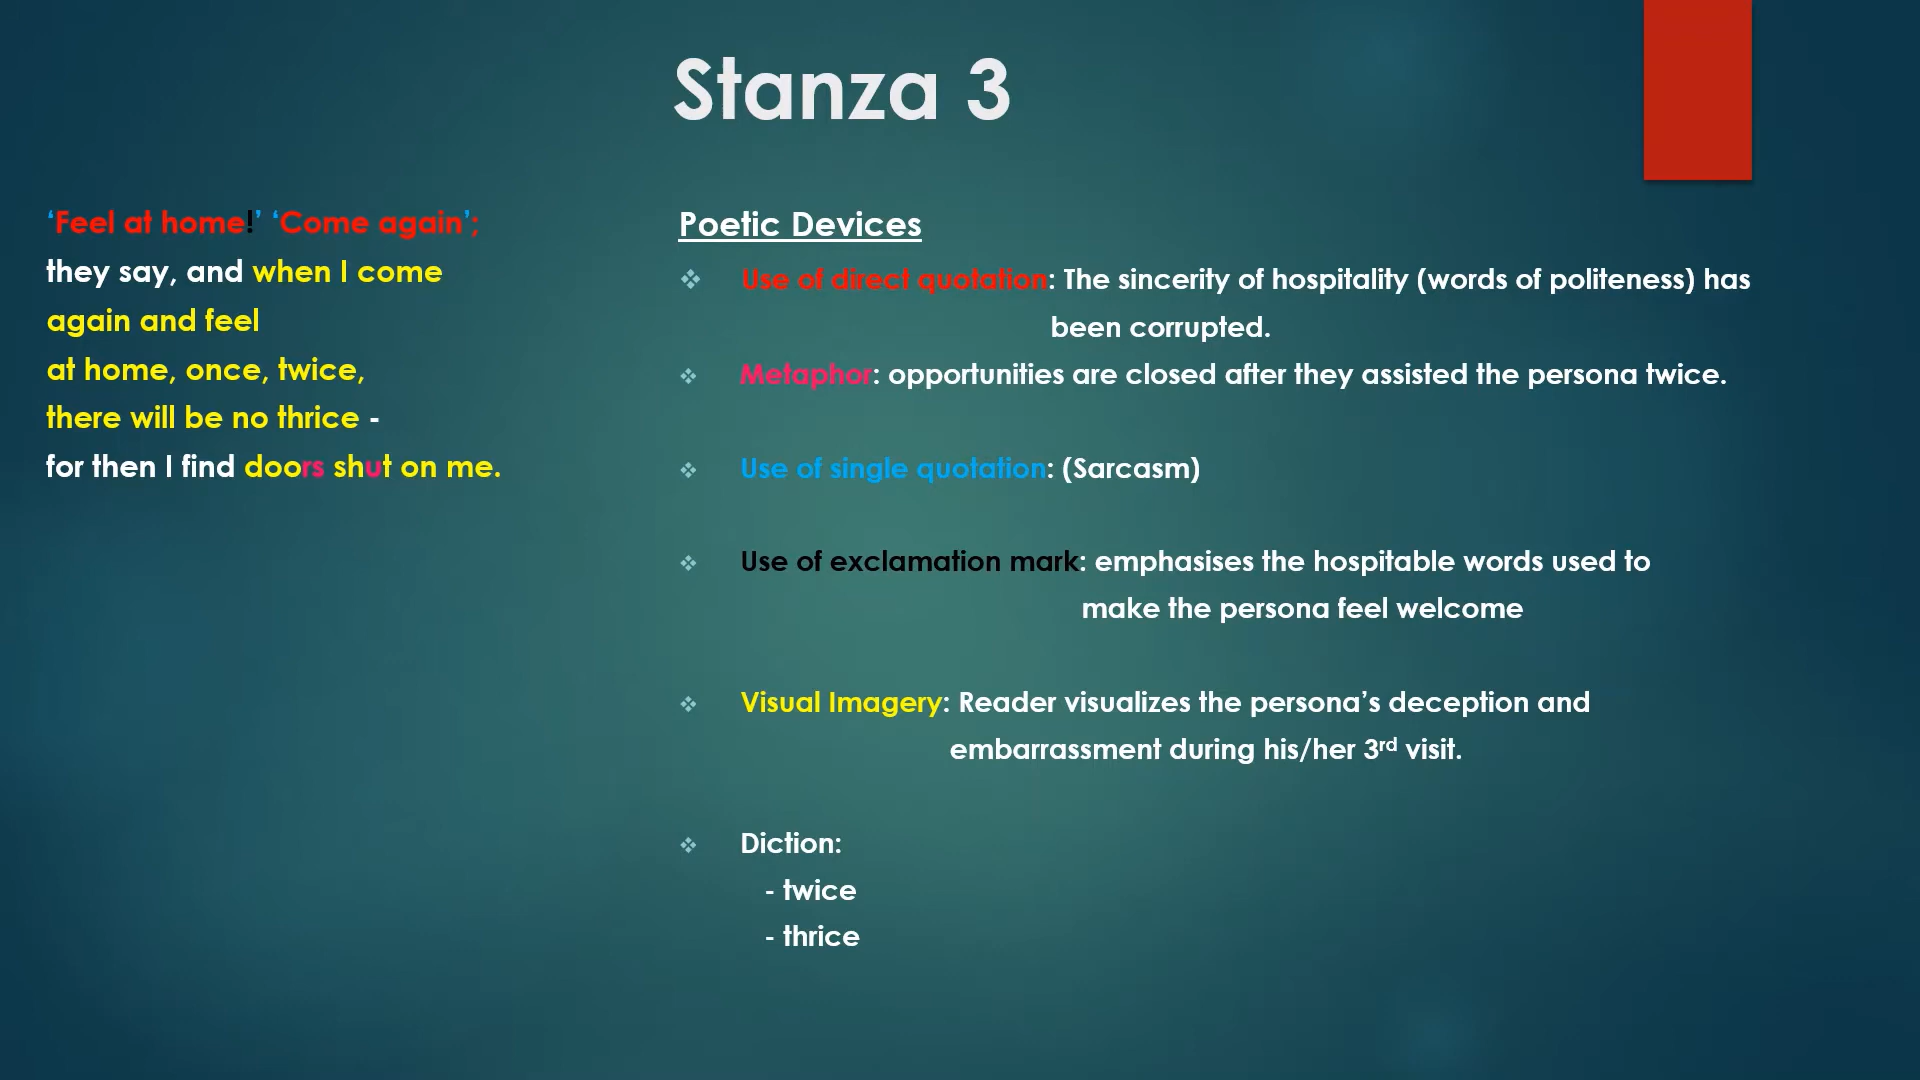 Stanza 3
‘Feel at home!’ ‘Come again’;
they say, and when I come
again and feel
at home, once, twice,
there will be no thrice -
for then I find doors shut on me.
Poetic Devices
❖ Use of direct quotation: The sincerity of hospitality (words of politeness) has
been corrupted.
❖ Metaphor: opportunities are closed after they assisted the persona twice.
❖ Use of single quotation: (Sarcasm)
❖ Use of exclamation mark: emphasises the hospitable words used to
make the persona feel welcome
❖ Visual Imagery: Reader visualizes the persona’s deception and
embarrassment during his/her 3rd visit.
❖ Diction:
- twice
- thrice